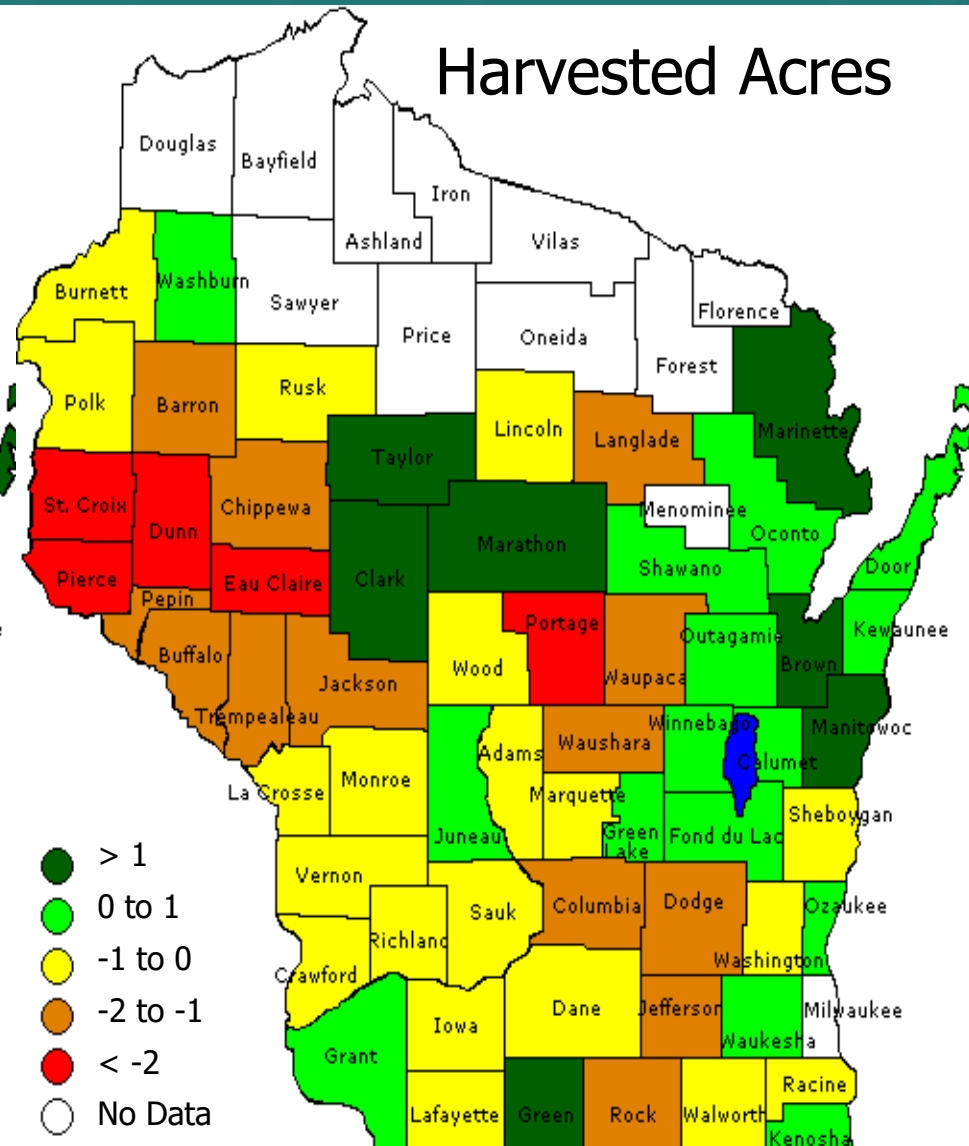 Harvested Acres
Douglas
Bayfield
Iron
Ashland
Vilas
Burnett
Washburn
Sawyer
Florence
Price
Oneida
Forest
Polk
Barron
Rusk
Lincoln
Langlade
Marinette
Taylor
St. Croix
Dunn
Chippewa
Menominee
Oconto
Marathon
Shawano
Door
Pierce
Eau Claire
Clark
Pepin
Portage
Outagamie
Kewaunee
Buffalo
Wood
Waupaca
Brown
Jackson
Trempealeau
Winnebago
Manitowoc
Adams
Waushara
Calumet
La Crosse
Monroe
Marquette
Sheboygan
Juneau
Green
Lake
Fond du Lac
> 1
0 to 1
-1 to 0
-2 to -1
< -2
No Data
Vernon
Richland
Sauk
Columbia
Dodge
Ozaukee
Washington
Crawford
Iowa
Dane
Jefferson
Milwaukee
Waukesha
Grant
Racine
Lafayette
Green
Rock
Walworth
Kenosha